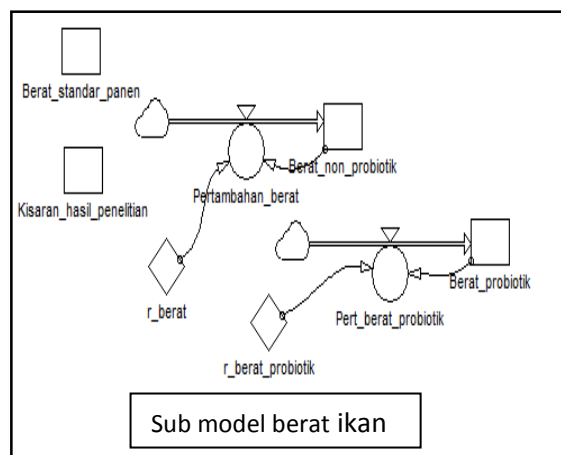 Berat_standar_panen
Berat_non_probiotik
Kisaran_hasil_penelitian
Pertambahan_berat
r_berat
Berat_probiotik
Pert_berat_probiotik
r_berat_probiotik
Sub model berat ikan